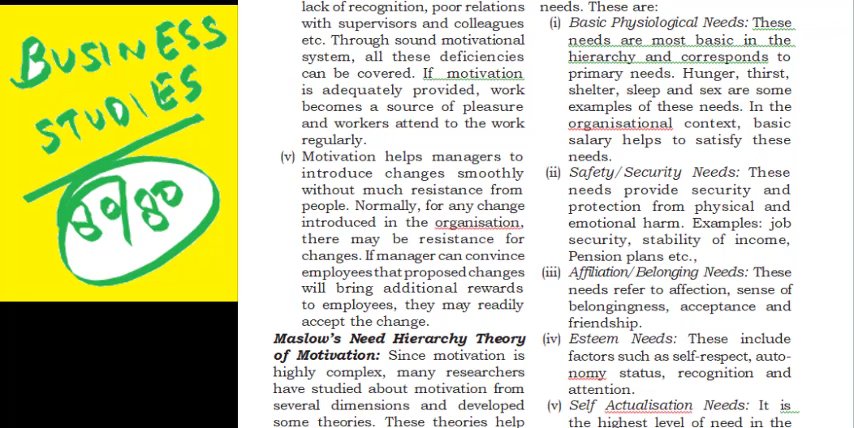 BUSINESS
STUDIES
80/80
lack of recognition, poor relations
with supervisors and colleagues
etc. Through sound motivational
system, all these deficiencies
can be covered. If motivation
is adequately provided, work
becomes a source of pleasure
and workers attend to the work
regularly.
(v) Motivation helps managers to
introduce changes smoothly
without much resistance from
people. Normally, for any change
introduced in the organisation,
there may be resistance for
changes. If manager can convince
employees that proposed changes
will bring additional rewards
to employees, they may readily
accept the change.
Maslow's Need Hierarchy Theory
of Motivation: Since motivation is
highly complex, many researchers
have studied about motivation from
several dimensions and developed
some theories. These theories help
needs. These are:
(i) Basic Physiological Needs: These
needs are most basic in the
hierarchy and corresponds to
primary needs. Hunger, thirst,
shelter, sleep and sex are some
examples of these needs. In the
organisational context, basic
salary helps to satisfy these
needs.
(ii) Safety/Security Needs: These
needs provide security and
protection from physical and
emotional harm. Examples: job
security, stability of income,
Pension plans etc.,
(iii) Affiliation/Belonging Needs: These
needs refer to affection, sense of
belongingness, acceptance and
friendship.
(iv) Esteem Needs: These include
factors such as self-respect, auto-
nomy status, recognition and
attention.
(v) Self Actualisation Needs: It is
the highest level of need in the